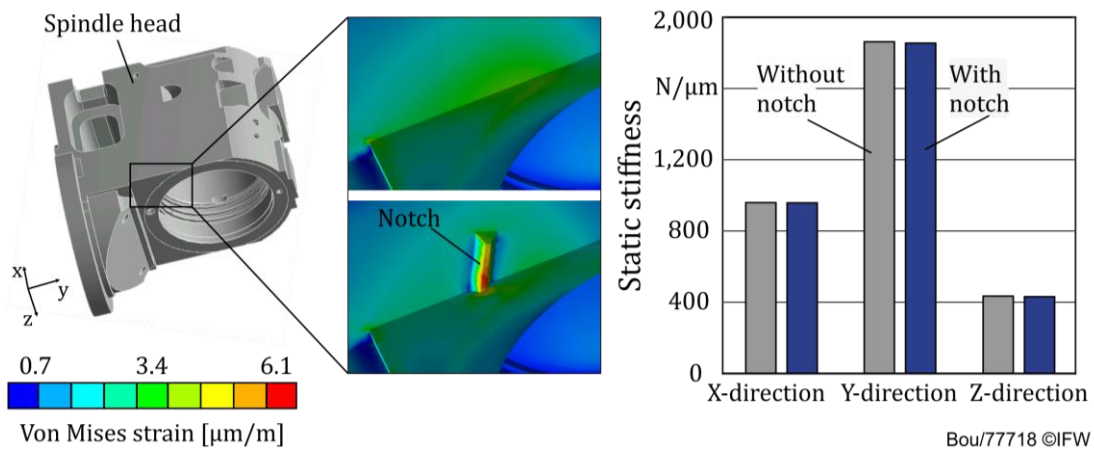 Spindle head
x
y
z
0.7 3.4 6.1
Von Mises strain [µm/m]
Notch
Static stiffness
2,000
N/µm
1,200
800
400
0
Without
notch
With
notch
X-direction Y-direction Z-direction
Bou/77718 ©IFW